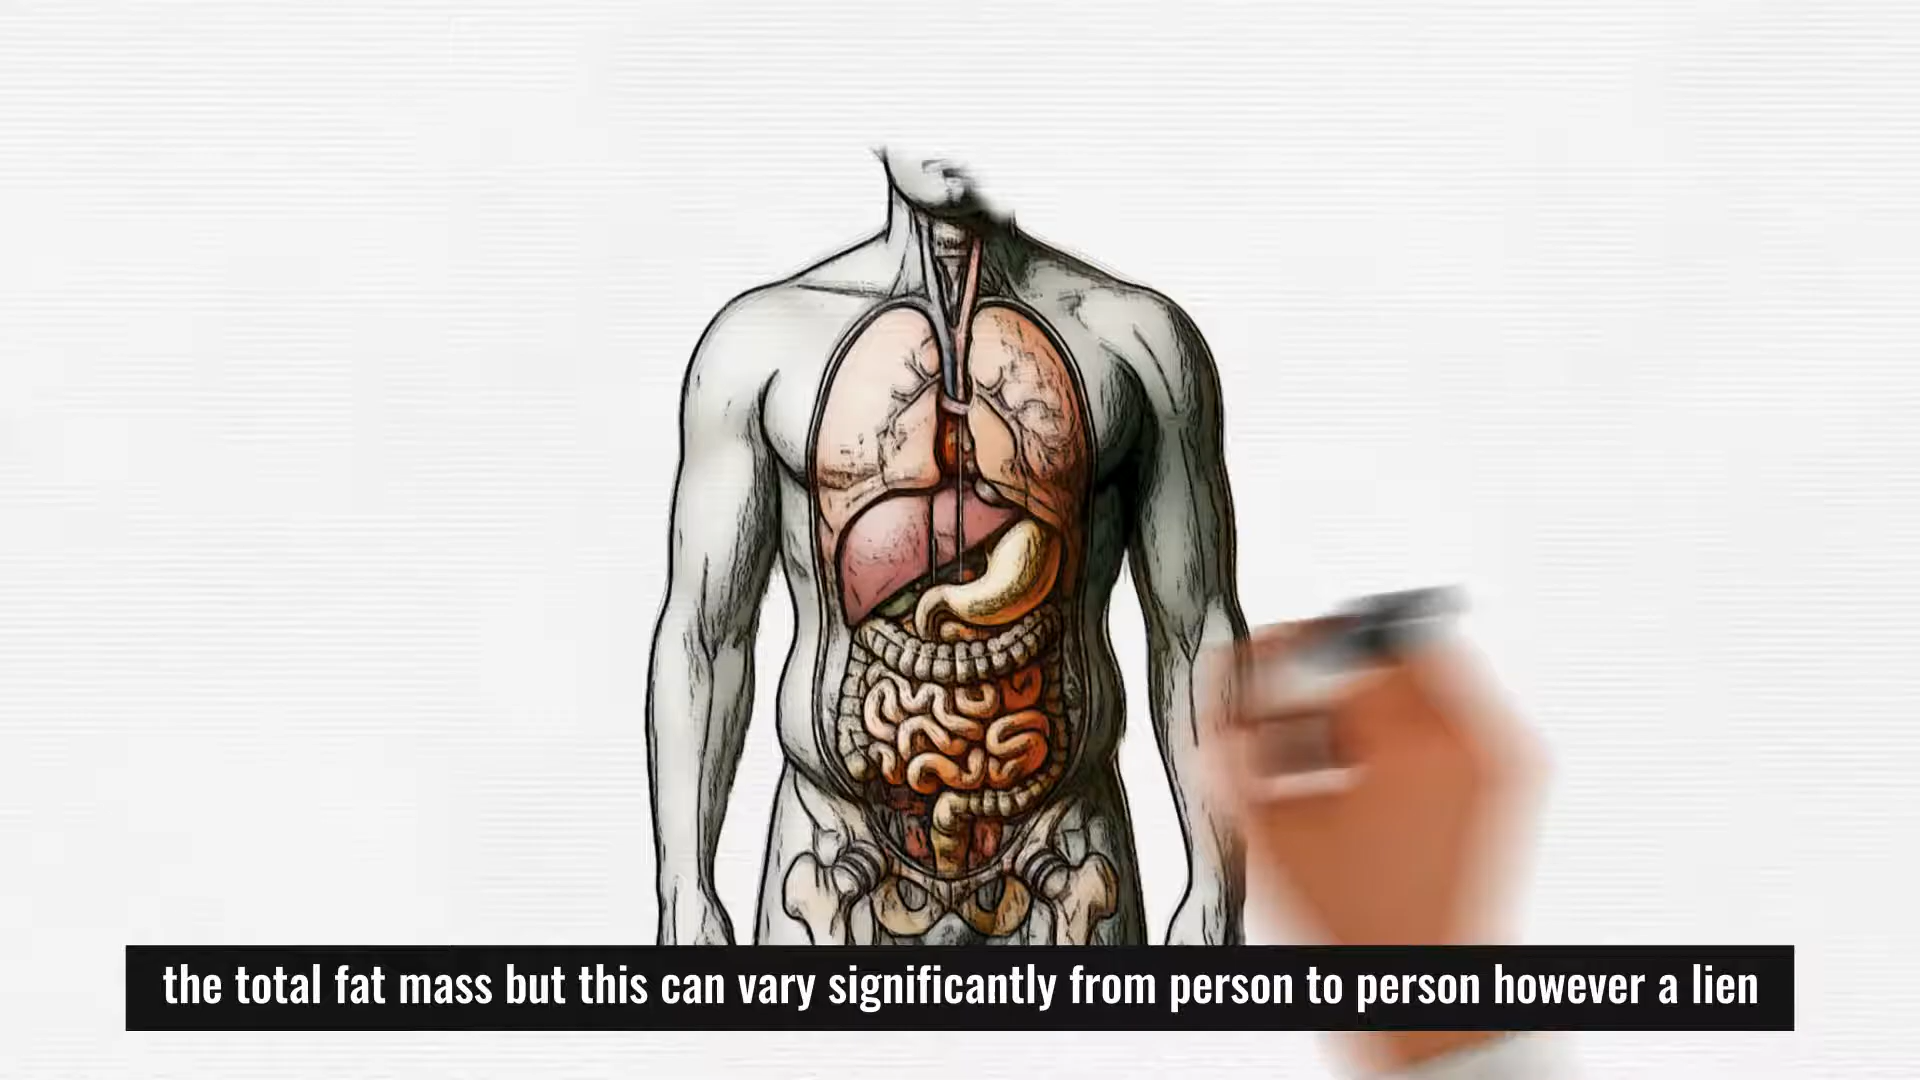 the total fat mass but this can vary significantly from person to person however a lien